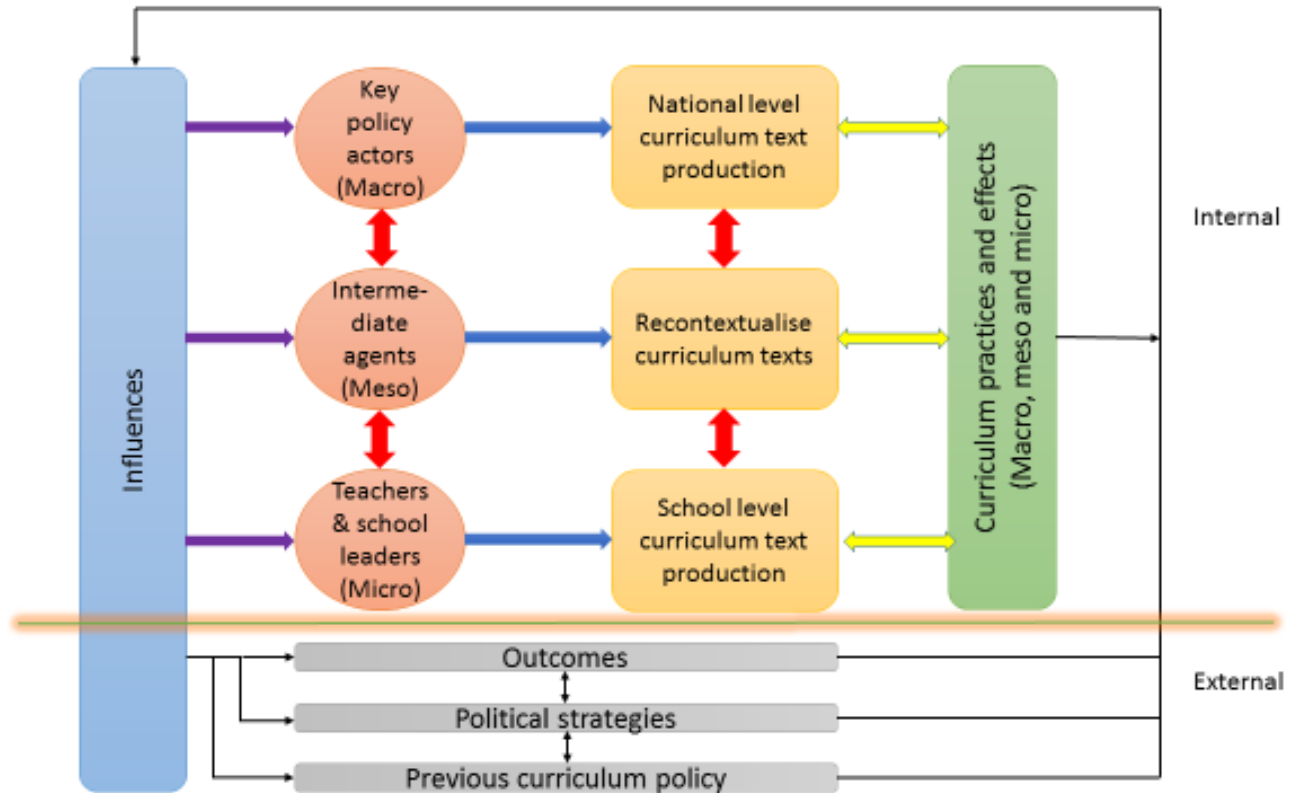 Influences
Key
policy
actors
(Macro)
National level
curriculum text
production
Interme-
diate
agents
(Meso)
Recontextualise
curriculum texts
Teachers
& school
leaders
(Micro)
School level
curriculum text
production
Curriculum practices and effects
(Macro, meso and micro)
Internal
Outcomes
Political strategies
Previous curriculum policy
External